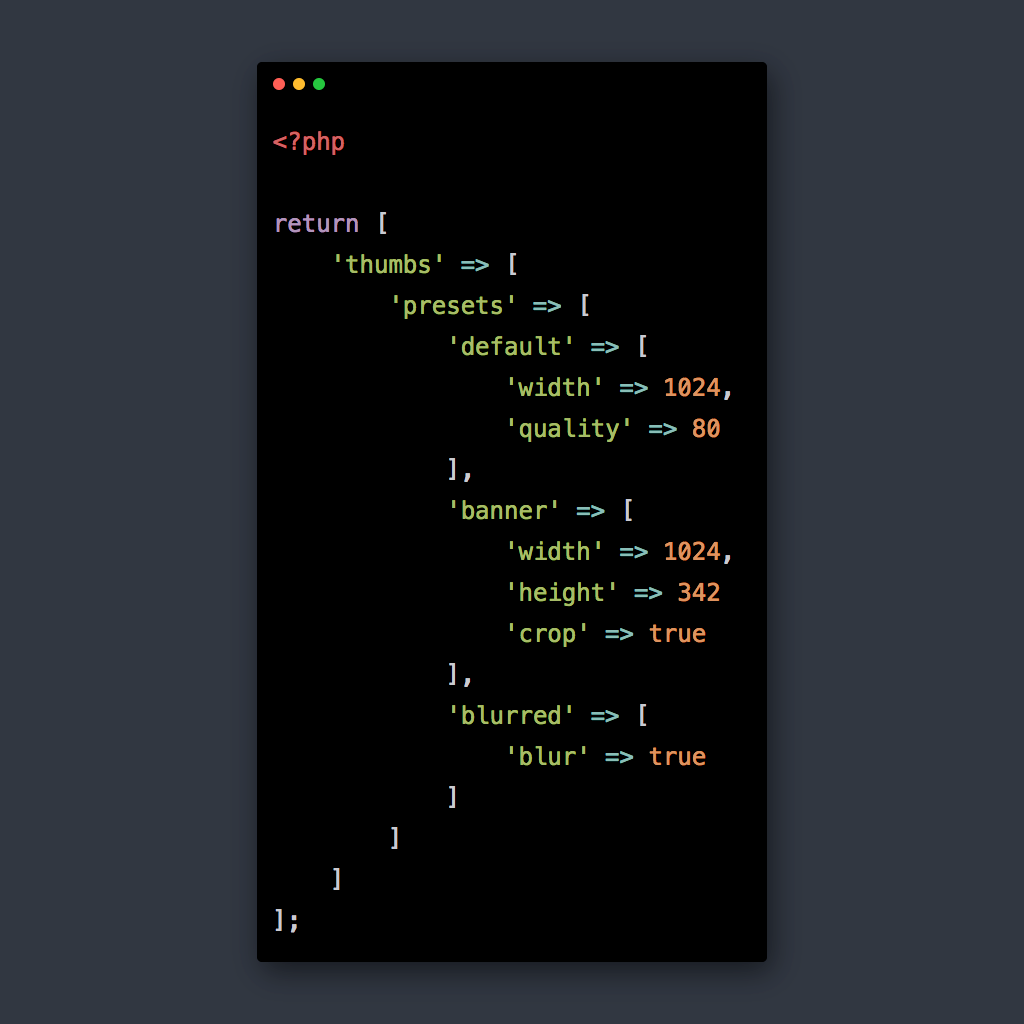 <?php

return [
    'thumbs' => [
        'presets' => [
            'default' => [
                'width' => 1024,
                'quality' => 80
            ],
            'banner' => [
                'width' => 1024,
                'height' => 342
                'crop' => true
            ],
            'blurred' => [
                'blur' => true
            ]
        ]
    ]
];